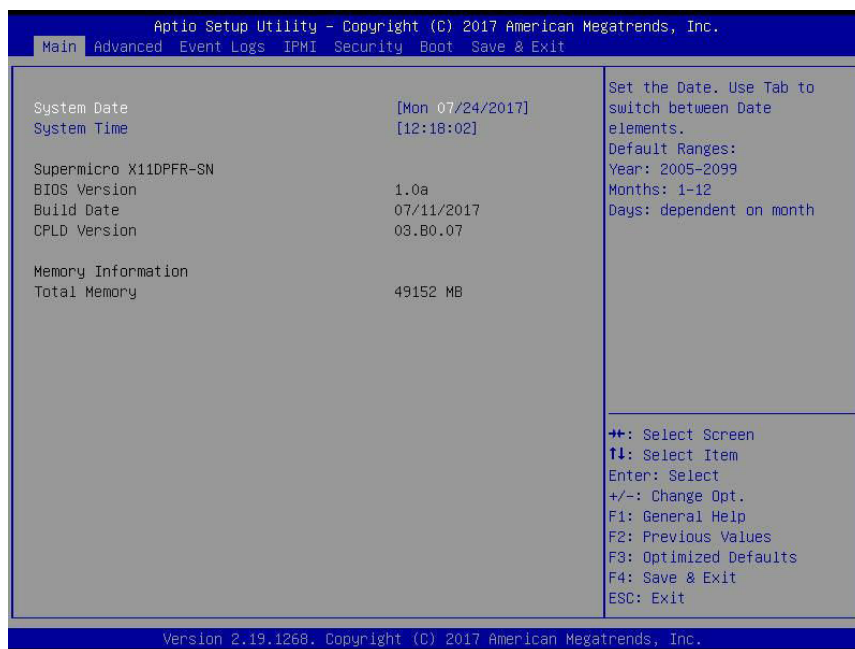 Aptio Setup Utility – Copyright (C) 2017 American Megatrends, Inc.
Main Advanced Event Logs IPMI Security Boot Save & Exit
System Date [Mon 07/24/2017]
System Time [12:18:02]
Supermicro X11DPFR-SN
BIOS Version 1.0a
Build Date 07/11/2017
CPLD Version 03.B0.07
Memory Information
Total Memory 49152 MB
Set the Date. Use Tab to
switch between Date
elements.
Default Ranges:
Year: 2005-2099
Months: 1-12
Days: dependent on month
→←: Select Screen
↑↓: Select Item
Enter: Select
+/-: Change Opt.
F1: General Help
F2: Previous Values
F3: Optimized Defaults
F4: Save & Exit
ESC: Exit
Version 2.19.1268. Copyright (C) 2017 American Megatrends, Inc.